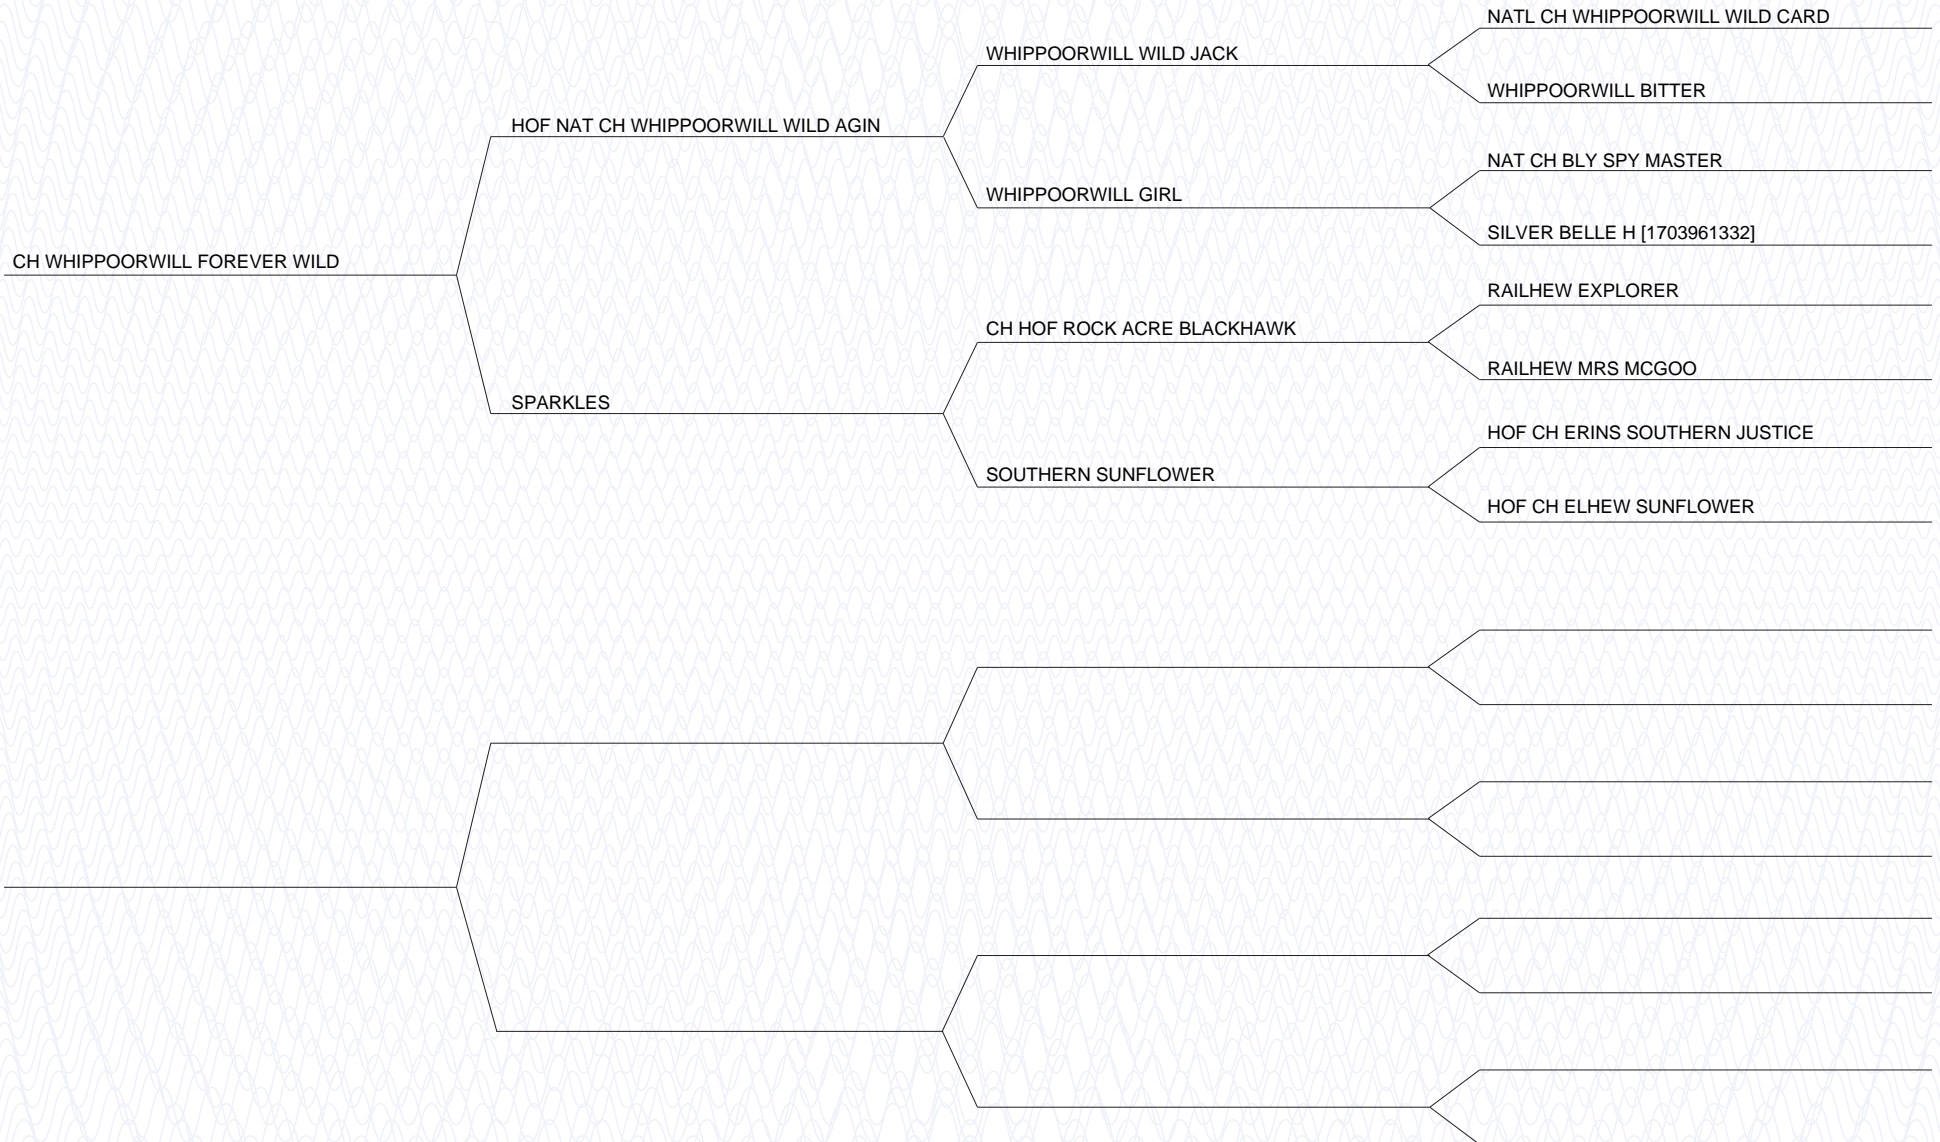 NATL CH WHIPPOORWILL WILD CARD
WHIPPOORWILL WILD JACK
WHIPPOORWILL BITTER
HOF NAT CH WHIPPOORWILL WILD AGIN
NAT CH BLY SPY MASTER
WHIPPOORWILL GIRL
SILVER BELLE H [1703961332]
CH WHIPPOORWILL FOREVER WILD
RAILHEW EXPLORER
CH HOF ROCK ACRE BLACKHAWK
RAILHEW MRS MCGOO
SPARKLES
HOF CH ERINS SOUTHERN JUSTICE
SOUTHERN SUNFLOWER
HOF CH ELHEW SUNFLOWER